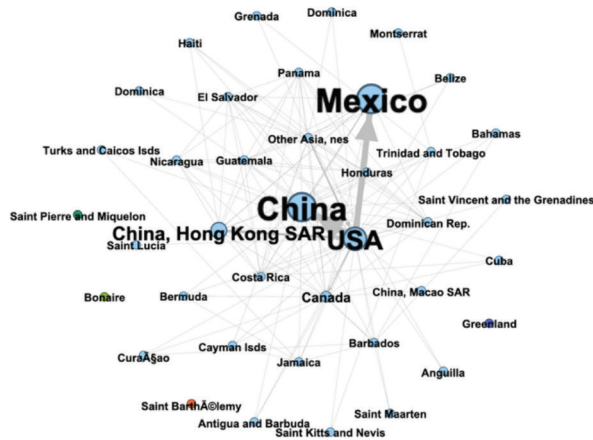 Dominica
Grenada
Montserrat
Haiti
Panama
Belize
Dominica
El Salvador
Mexico
Bahamas
Other Asia, nes
Turks and Caicos Isds
Nicaragua
Guatemala
Trinidad and Tobago
Honduras
Saint Vincent and the Grenadines
China
Saint Pierre and Miquelon
Dominican Rep.
China, Hong Kong SAR
USA
Saint Lucia
Cuba
Costa Rica
China, Macao SAR
Bonaire
Bermuda
Canada
Greenland
Cayman Isds
Barbados
CuraÃ§ao
Jamaica
Anguilla
Saint BarthÃ©lemy
Saint Maarten
Antigua and Barbuda
Saint Kitts and Nevis